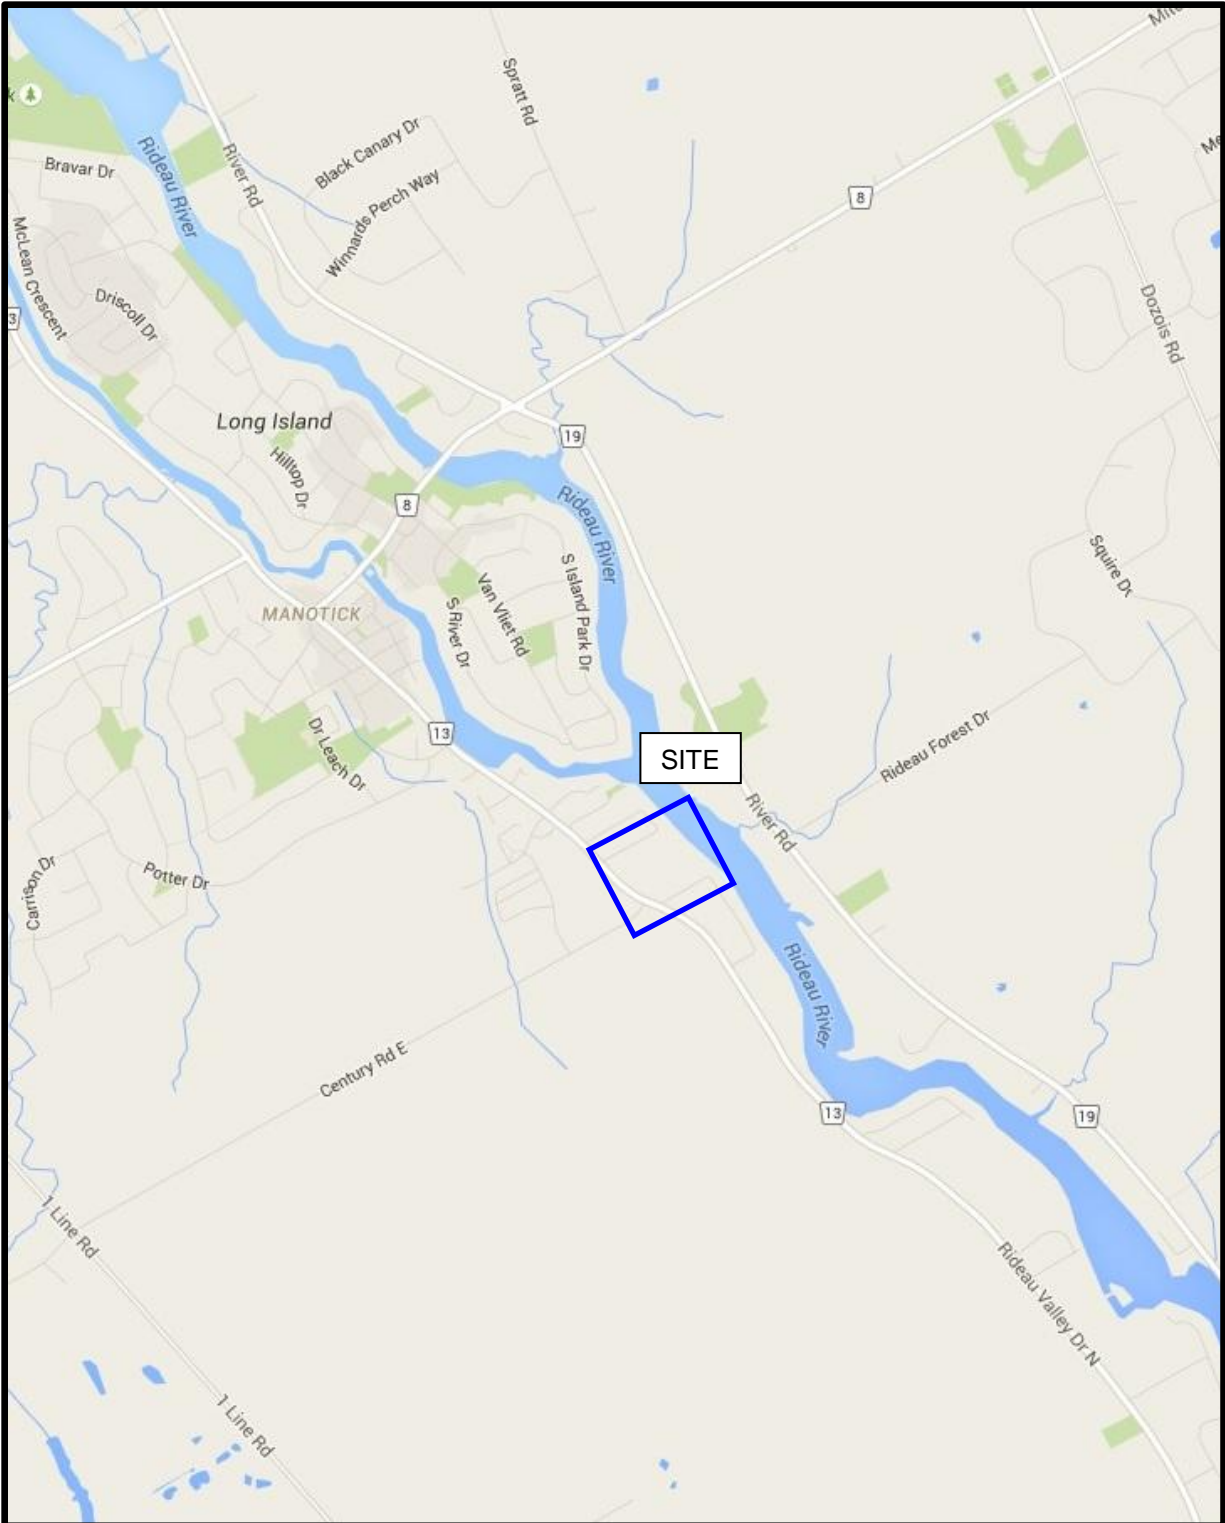 Spratt Rd
k
Rideau River
River Rd
Black Canary Dr
Bravar Dr
Winnards Perch Way
8
McLean Crescent
Driscoll Dr
Dozois Rd
Long Island
19
Hilltop Dr
8
Rideau River
Squire
S Island Park Dr
Van Vliet Rd
S River Dr
MANOTICK
13
Dr Leach Dr
SITE
Rideau Forest Dr
River Rd
Potter Dr
Rideau River
Century Rd E
13
19
1 Line Rd
Rideau Valley Dr N
1 Line Rd